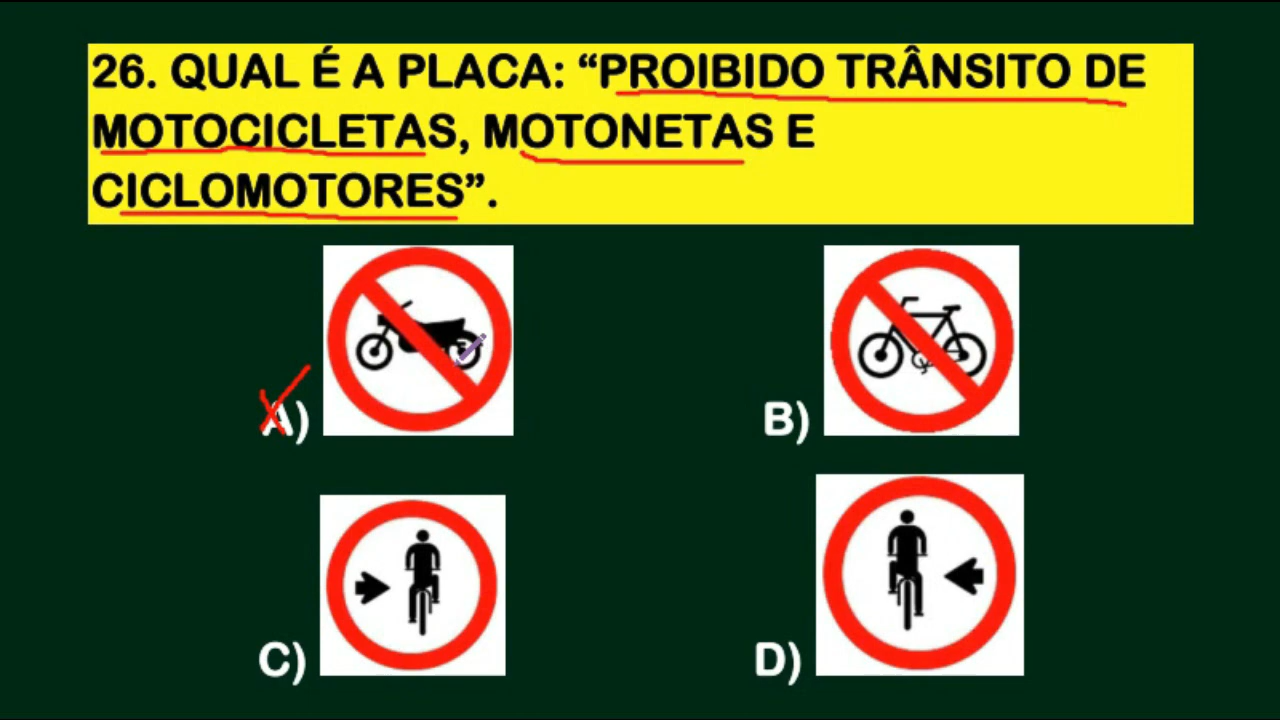 26. QUAL É A PLACA: “PROIBIDO TRÂNSITO DE
MOTOCICLETAS, MOTONETAS E
CICLOMOTORES”.
A)
B)
C)
D)